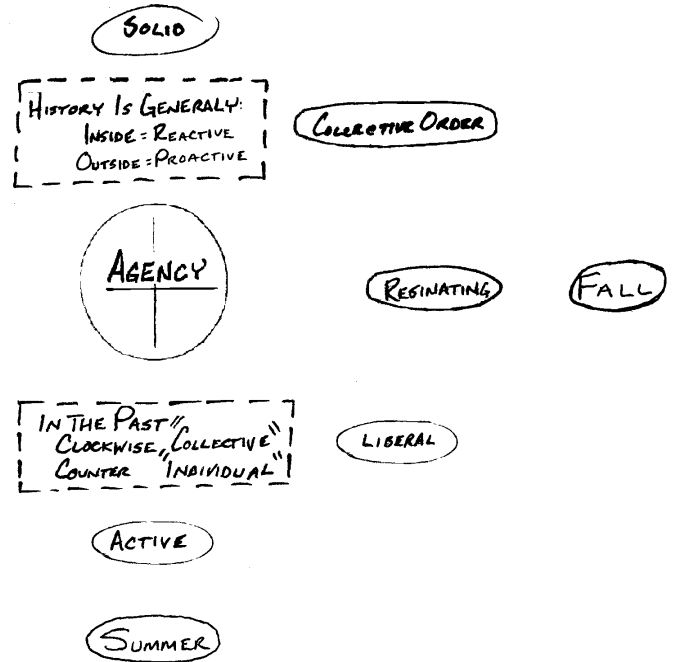 SOLID
HISTORY IS GENERALY:
INSIDE = REACTIVE
OUTSIDE = PROACTIVE
COLLECTIVE ORDER
AGENCY
RESINATING
FALL
IN THE PAST "
CLOCKWISE "COLLECTIVE"
COUNTER "INDIVIDUAL"
LIBERAL
ACTIVE
SUMMER